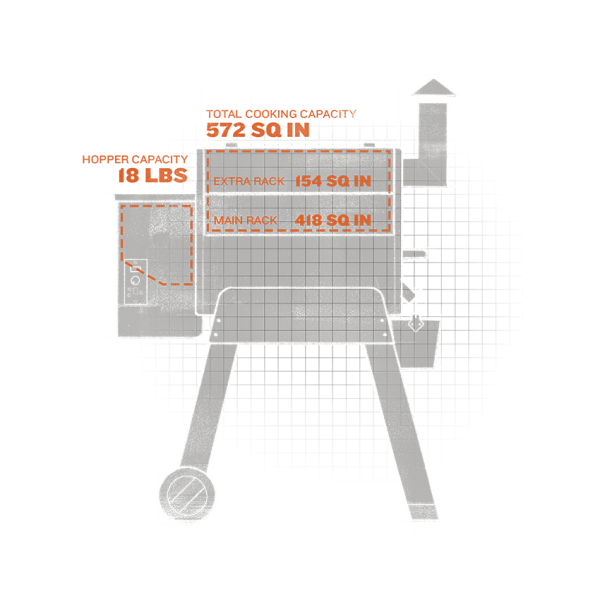 TOTAL COOKING CAPACITY
572 SQ IN
HOPPER CAPACITY
18 LBS
EXTRA RACK 154 SQ IN
MAIN RACK 418 SQ IN